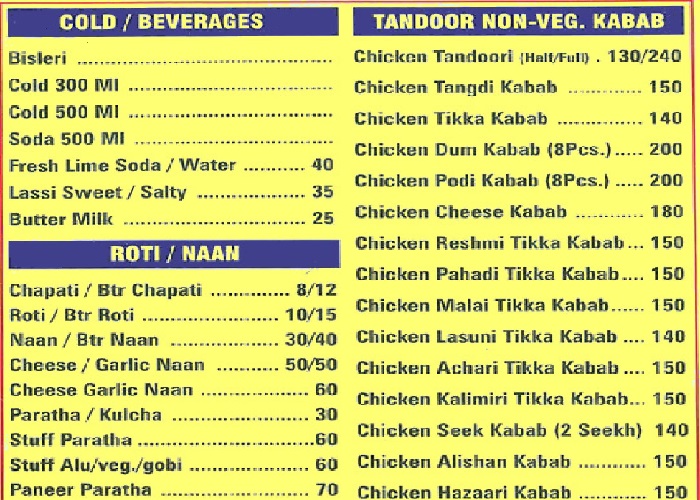 COLD / BEVERAGES
Bisleri ......................................
Cold 300 Ml ..............................
Cold 500 Ml ..............................
Soda 500 Ml .............................
Fresh Lime Soda / Water ........... 40
Lassi Sweet / Salty ................ 35
Butter Milk ........................... 25
ROTI / NAAN
Chapati / Btr Chapati .............. 8/12
Roti / Btr Roti ...................... 10/15
Naan / Btr Naan .................. 30/40
Cheese / Garlic Naan ........... 50/50
Cheese Garlic Naan ................ 60
Paratha / Kulcha .................... 30
Stuff Paratha ..........................60
Stuff Alu/veg./gobi .................. 60
Paneer Paratha ...................... 70
TANDOOR NON-VEG. KABAB
Chicken Tandoori (Half/Full) . 130/240
Chicken Tangdi Kabab ............ 150
Chicken Tikka Kabab .............. 140
Chicken Dum Kabab (8Pcs.)..... 200
Chicken Podi Kabab (8Pcs.) ..... 200
Chicken Cheese Kabab ............ 180
Chicken Reshmi Tikka Kabab... 150
Chicken Pahadi Tikka Kabab.... 150
Chicken Malai Tikka Kabab...... 150
Chicken Lasuni Tikka Kabab .... 140
Chicken Achari Tikka Kabab .... 150
Chicken Kalimiri Tikka Kabab... 150
Chicken Seek Kabab (2 Seekh) 140
Chicken Alishan Kabab ............ 150
Chicken Hazaari Kabab ........... 150